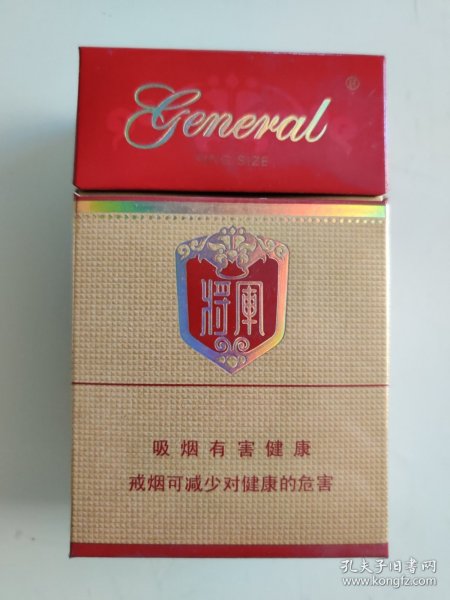 General ®
KING SIZE
将軍
吸烟有害健康
戒烟可减少对健康的危害
孔夫子旧书网
www.kongfz.com